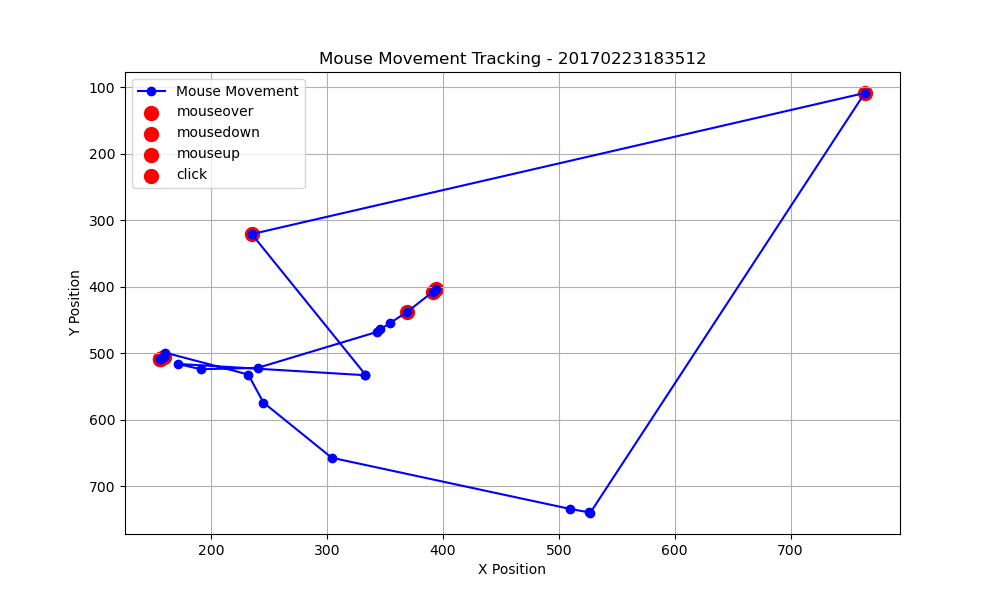 Mouse Movement Tracking - 20170223183512
Mouse Movement
mouseover
mousedown
mouseup
click
100
200
300
400
500
600
700
Y Position
200 300 400 500 600 700
X Position